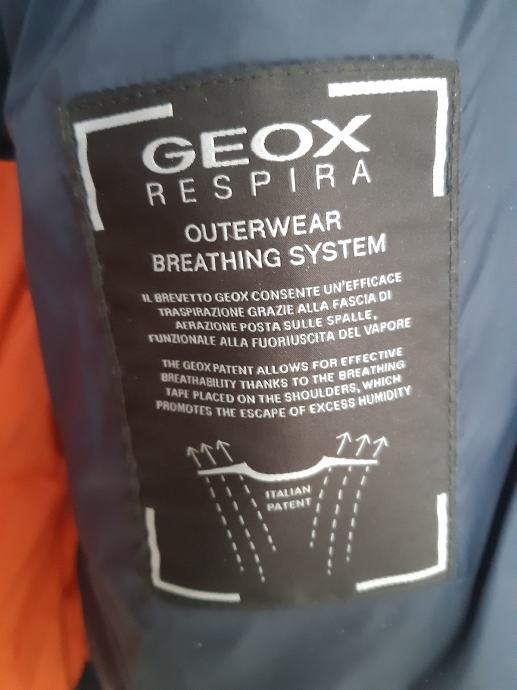 GEOX
RESPIRA
OUTERWEAR
BREATHING SYSTEM
IL BREVETTO GEOX CONSENTE UN'EFFICACE
TRASPIRAZIONE GRAZIE ALLA FASCIA DI
AERAZIONE POSTA SULLE SPALLE,
FUNZIONALE ALLA FUORIUSCITA DEL VAPORE
THE GEOX PATENT ALLOWS FOR EFFECTIVE
BREATHABILITY THANKS TO THE BREATHING
TAPE PLACED ON THE SHOULDERS, WHICH
PROMOTES THE ESCAPE OF EXCESS HUMIDITY
ITALIAN
PATENT